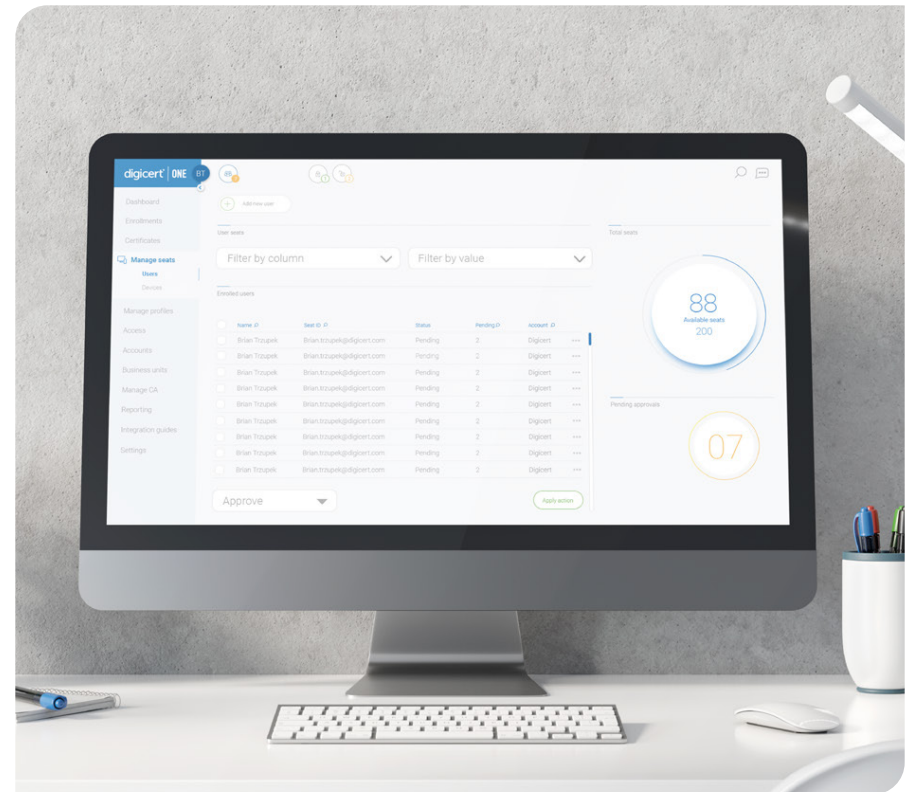 digicert® ONE BT 88
Dashboard
Enrollments
Certificates
Manage seats
Users
Devices
Manage profiles
Access
Accounts
Business units
Manage CA
Reporting
Integration guides
Settings
Add new user
User seats
Filter by column
Filter by value
Enrolled users
Name Seat ID Status Pending Account
Brian Trzupek Brian.trzupek@digicert.com Pending 2 Digicert
Brian Trzupek Brian.trzupek@digicert.com Pending 2 Digicert
Brian Trzupek Brian.trzupek@digicert.com Pending 2 Digicert
Brian Trzupek Brian.trzupek@digicert.com Pending 2 Digicert
Brian Trzupek Brian.trzupek@digicert.com Pending 2 Digicert
Brian Trzupek Brian.trzupek@digicert.com Pending 2 Digicert
Brian Trzupek Brian.trzupek@digicert.com Pending 2 Digicert
Brian Trzupek Brian.trzupek@digicert.com Pending 2 Digicert
Brian Trzupek Brian.trzupek@digicert.com Pending 2 Digicert
Approve
Apply action
Total seats
88
Available seats
200
Pending approvals
07